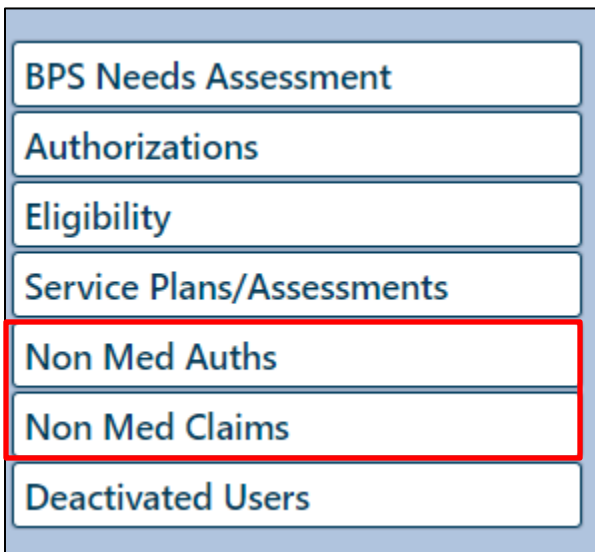 BPS Needs Assessment
Authorizations
Eligibility
Service Plans/Assessments
Non Med Auths
Non Med Claims
Deactivated Users